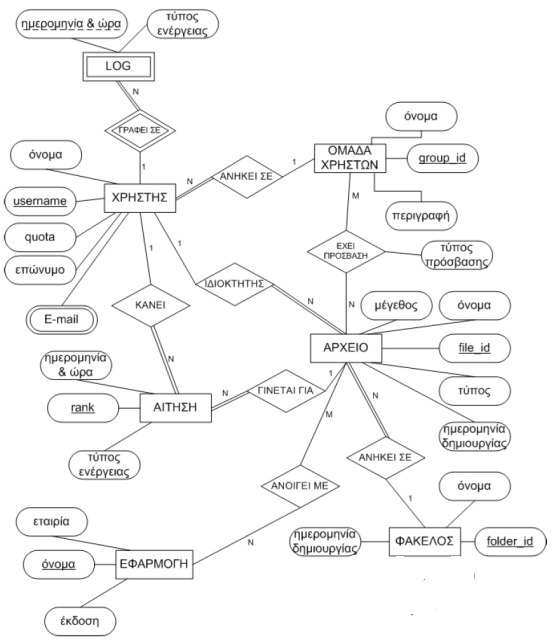 ημερομηνία & ώρα
τύπος
ενέργειας
LOG
N
ΓΡΑΦΕΙ ΣΕ
1
όνομα
ΧΡΗΣΤΗΣ
username
quota
επώνυμο
E-mail
N
ΑΝΗΚΕΙ ΣΕ
1
ΟΜΑΔΑ
ΧΡΗΣΤΩΝ
όνομα
group_id
περιγραφή
M
ΕΧΕΙ
ΠΡΟΣΒΑΣΗ
τύπος
πρόσβασης
N
1
1
ΙΔΙΟΚΤΗΤΗΣ
N
ΚΑΝΕΙ
N
μέγεθος
όνομα
ΑΡΧΕΙΟ
file_id
τύπος
ημερομηνία
δημιουργίας
ημερομηνία
& ώρα
rank
ΑΙΤΗΣΗ
τύπος
ενέργειας
N
ΓΙΝΕΤΑΙ ΓΙΑ
1
M
N
ΑΝΟΙΓΕΙ ΜΕ
N
ΑΝΗΚΕΙ ΣΕ
1
όνομα
ημερομηνία
δημιουργίας
ΦΑΚΕΛΟΣ
folder_id
εταιρία
όνομα
ΕΦΑΡΜΟΓΗ
έκδοση